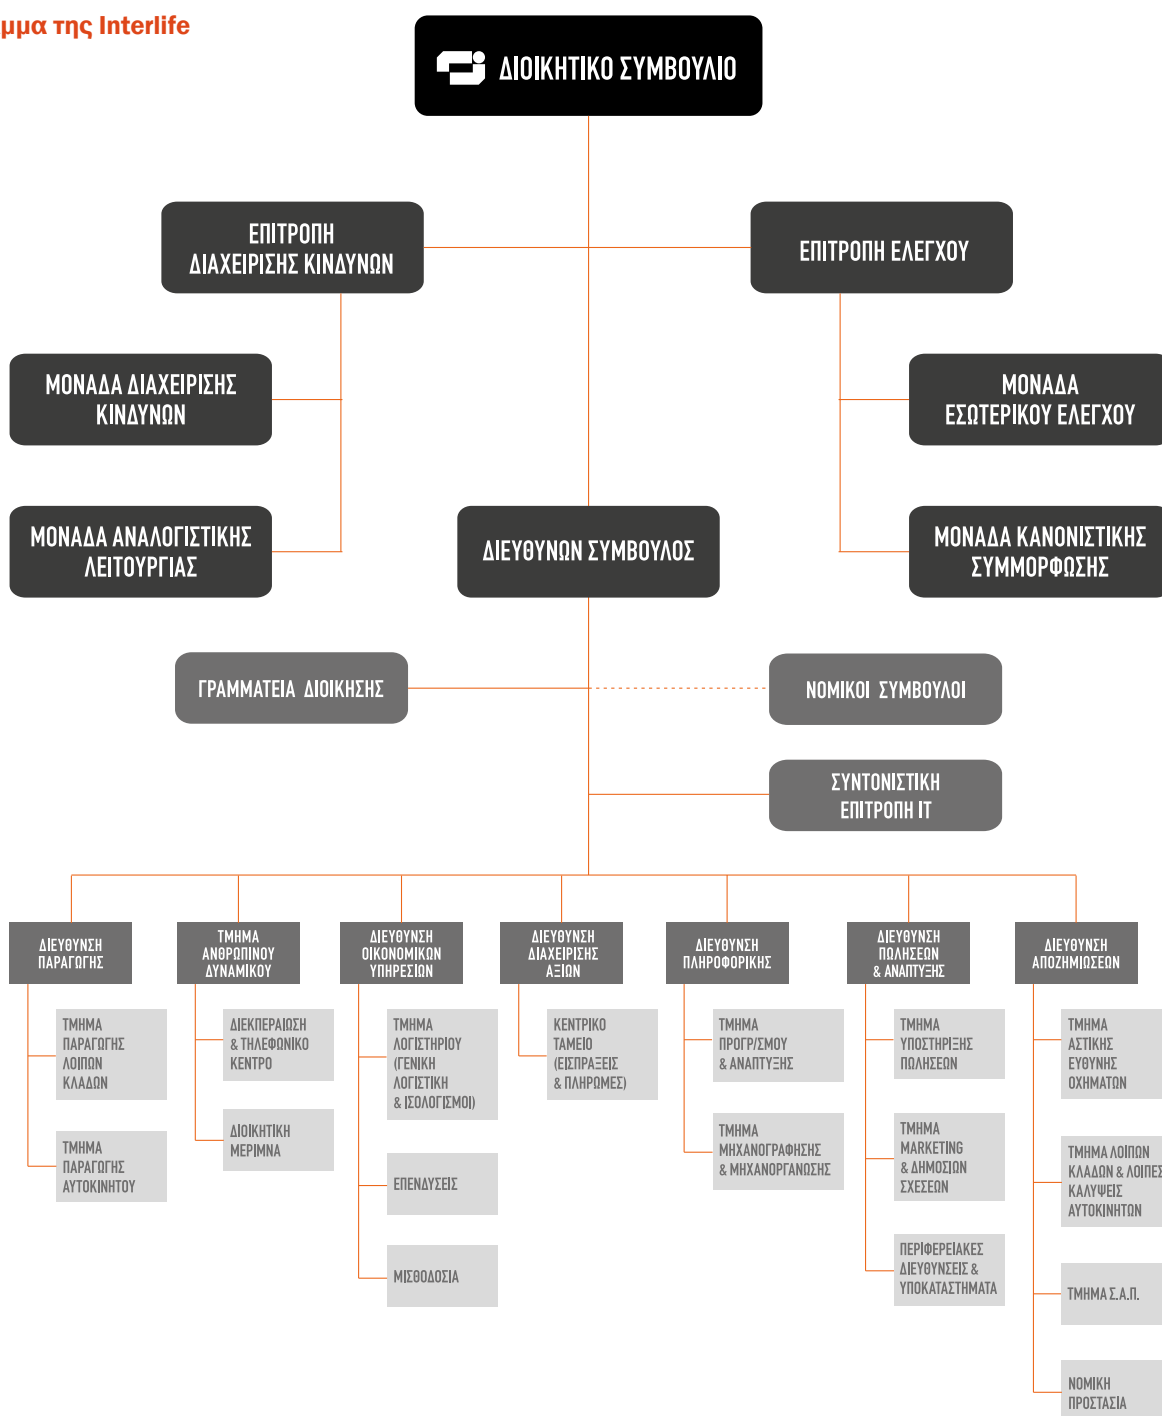 μμα της Interlife
ΔΙΟΙΚΗΤΙΚΟ ΣΥΜΒΟΥΛΙΟ
ΕΠΙΤΡΟΠΗ
ΔΙΑΧΕΙΡΙΣΗΣ ΚΙΝΔΥΝΩΝ
ΕΠΙΤΡΟΠΗ ΕΛΕΓΧΟΥ
ΜΟΝΑΔΑ ΔΙΑΧΕΙΡΙΣΗΣ
ΚΙΝΔΥΝΩΝ
ΜΟΝΑΔΑ
ΕΣΩΤΕΡΙΚΟΥ ΕΛΕΓΧΟΥ
ΜΟΝΑΔΑ ΑΝΑΛΟΓΙΣΤΙΚΗΣ
ΛΕΙΤΟΥΡΓΙΑΣ
ΔΙΕΥΘΥΝΩΝ ΣΥΜΒΟΥΛΟΣ
ΜΟΝΑΔΑ ΚΑΝΟΝΙΣΤΙΚΗΣ
ΣΥΜΜΟΡΦΩΣΗΣ
ΓΡΑΜΜΑΤΕΙΑ ΔΙΟΙΚΗΣΗΣ
ΝΟΜΙΚΟΙ ΣΥΜΒΟΥΛΟΙ
ΣΥΝΤΟΝΙΣΤΙΚΗ
ΕΠΙΤΡΟΠΗ ΙΤ
ΔΙΕΥΘΥΝΣΗ
ΠΑΡΑΓΩΓΗΣ
ΤΜΗΜΑ
ΠΑΡΑΓΩΓΗΣ
ΛΟΙΠΩΝ
ΚΛΑΔΩΝ
ΤΜΗΜΑ
ΠΑΡΑΓΩΓΗΣ
ΑΥΤΟΚΙΝΗΤΟΥ
ΤΜΗΜΑ
ΑΝΘΡΩΠΙΝΟΥ
ΔΥΝΑΜΙΚΟΥ
ΔΙΕΚΠΕΡΑΙΩΣΗ
& ΤΗΛΕΦΩΝΙΚΟ
ΚΕΝΤΡΟ
ΔΙΟΙΚΗΤΙΚΗ
ΜΕΡΙΜΝΑ
ΔΙΕΥΘΥΝΣΗ
ΟΙΚΟΝΟΜΙΚΩΝ
ΥΠΗΡΕΣΙΩΝ
ΤΜΗΜΑ
ΛΟΓΙΣΤΗΡΙΟΥ
(ΓΕΝΙΚΗ
ΛΟΓΙΣΤΙΚΗ
& ΙΣΟΛΟΓΙΣΜΟΙ)
ΕΠΕΝΔΥΣΕΙΣ
ΜΙΣΘΟΔΟΣΙΑ
ΔΙΕΥΘΥΝΣΗ
ΔΙΑΧΕΙΡΙΣΗΣ
ΑΞΙΩΝ
ΚΕΝΤΡΙΚΟ
ΤΑΜΕΙΟ
(ΕΙΣΠΡΑΞΕΙΣ
& ΠΛΗΡΩΜΕΣ)
ΔΙΕΥΘΥΝΣΗ
ΠΛΗΡΟΦΟΡΙΚΗΣ
ΤΜΗΜΑ
ΠΡΟΓΡ/ΣΜΟΥ
& ΑΝΑΠΤΥΞΗΣ
ΤΜΗΜΑ
ΜΗΧΑΝΟΓΡΑΦΗΣΗΣ
& ΜΗΧΑΝΟΡΓΑΝΩΣΗΣ
ΔΙΕΥΘΥΝΣΗ
ΠΩΛΗΣΕΩΝ
& ΑΝΑΠΤΥΞΗΣ
ΤΜΗΜΑ
ΥΠΟΣΤΗΡΙΞΗΣ
ΠΩΛΗΣΕΩΝ
ΤΜΗΜΑ
MARKETING
& ΔΗΜΟΣΙΩΝ
ΣΧΕΣΕΩΝ
ΠΕΡΙΦΕΡΕΙΑΚΕΣ
ΔΙΕΥΘΥΝΣΕΙΣ &
ΥΠΟΚΑΤΑΣΤΗΜΑΤΑ
ΔΙΕΥΘΥΝΣΗ
ΑΠΟΖΗΜΙΩΣΕΩΝ
ΤΜΗΜΑ
ΑΣΤΙΚΗΣ
ΕΥΘΥΝΗΣ
ΟΧΗΜΑΤΩΝ
ΤΜΗΜΑ ΛΟΙΠΩΝ
ΚΛΑΔΩΝ & ΛΟΙΠΕΣ
ΚΑΛΥΨΕΙΣ
ΑΥΤΟΚΙΝΗΤΩΝ
ΤΜΗΜΑ Σ.Α.Π.
ΝΟΜΙΚΗ
ΠΡΟΣΤΑΣΙΑ